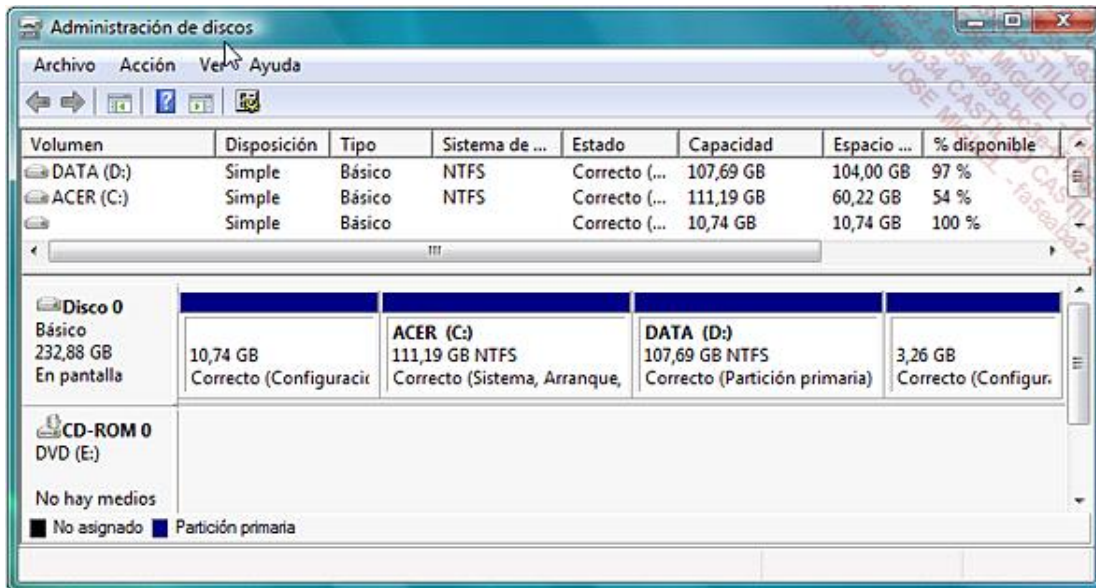 Administración de discos
Archivo Acción Ver Ayuda
Volumen Disposición Tipo Sistema de ... Estado Capacidad Espacio ... % disponible
DATA (D:) Simple Básico NTFS Correcto (... 107,69 GB 104,00 GB 97 %
ACER (C:) Simple Básico NTFS Correcto (... 111,19 GB 60,22 GB 54 %
Simple Básico Correcto (... 10,74 GB 10,74 GB 100 %
Disco 0
Básico
232,88 GB
En pantalla
10,74 GB
Correcto (Configuracic
ACER (C:)
111,19 GB NTFS
Correcto (Sistema, Arranque,
DATA (D:)
107,69 GB NTFS
Correcto (Partición primaria)
3,26 GB
Correcto (Configur.
CD-ROM 0
DVD (E:)
No hay medios
No asignado Partición primaria